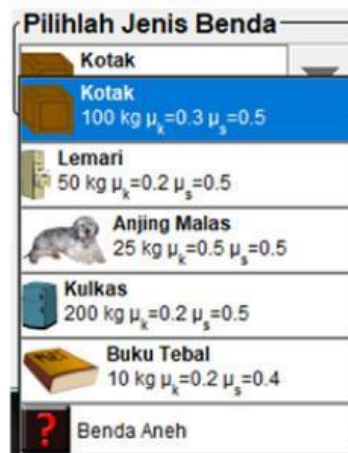 Pilihlah Jenis Benda
Kotak
Kotak
100 kg μk=0.3 μs=0.5
Lemari
50 kg μk=0.2 μs=0.5
Anjing Malas
25 kg μk=0.5 μs=0.5
Kulkas
200 kg μk=0.2 μs=0.5
Buku Tebal
10 kg μk=0.2 μs=0.4
? Benda Aneh